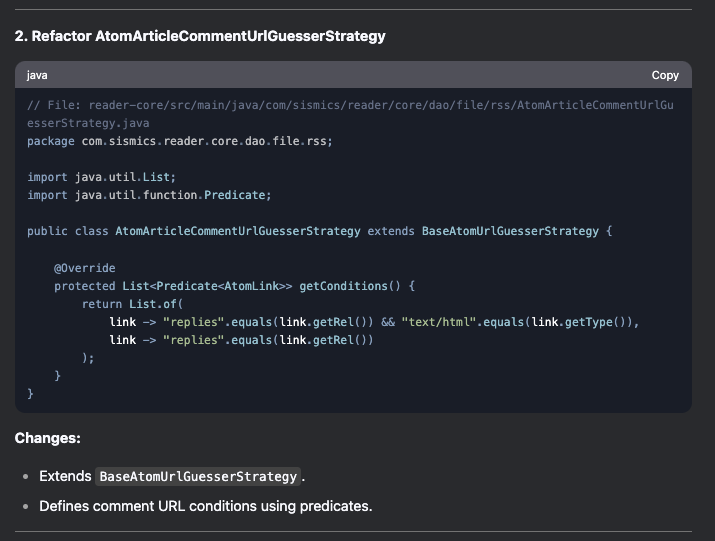 2. Refactor AtomArticleCommentUrlGuesserStrategy
java
Copy
// File: reader-core/src/main/java/com/sismics/reader/core/dao/file/rss/AtomArticleCommentUrlGu
esserStrategy.java
package com.sismics.reader.core.dao.file.rss;

import java.util.List;
import java.util.function.Predicate;

public class AtomArticleCommentUrlGuesserStrategy extends BaseAtomUrlGuesserStrategy {

    @Override
    protected List<Predicate<AtomLink>> getConditions() {
        return List.of(
            link -> "replies".equals(link.getRel()) && "text/html".equals(link.getType()),
            link -> "replies".equals(link.getRel())
        );
    }
}
Changes:
• Extends BaseAtomUrlGuesserStrategy.
• Defines comment URL conditions using predicates.